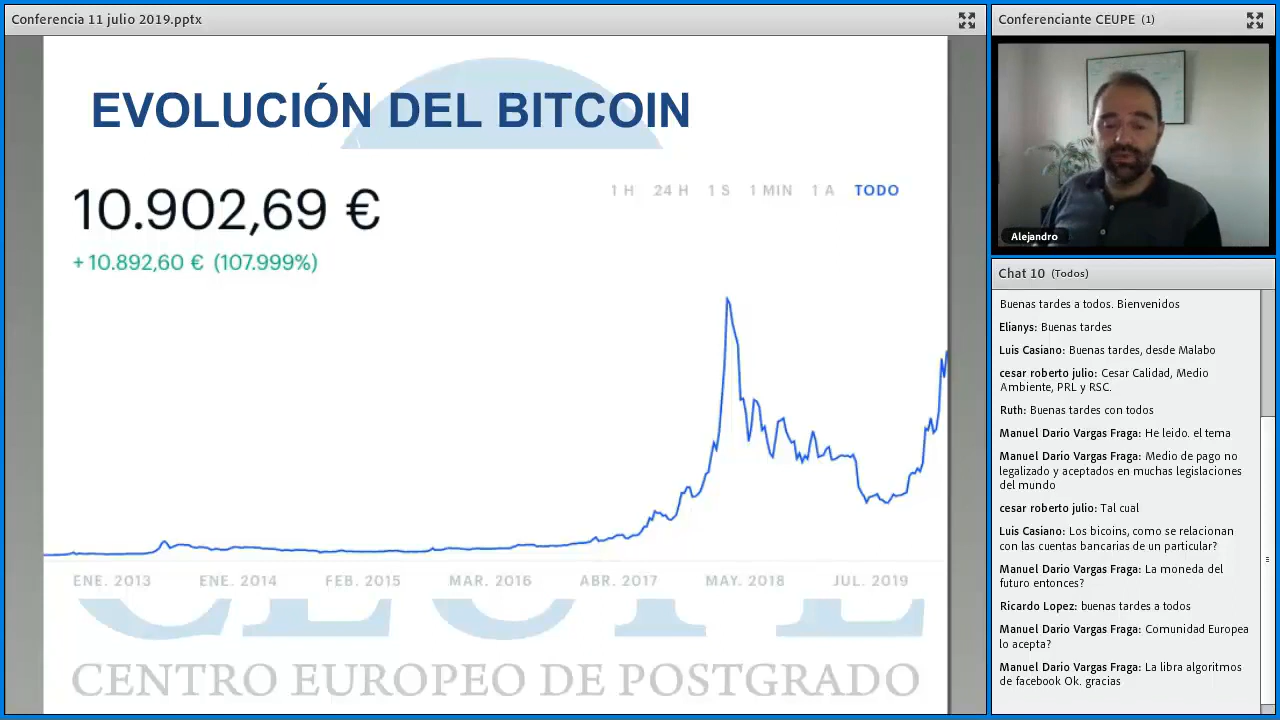 Conferencia 11 julio 2019.pptx
EVOLUCIÓN DEL BITCOIN
10.902,69 €
+ 10.892,60 € (107.999%)
1 H 24 H 1 S 1 MIN 1 A TODO
ENE. 2013 ENE. 2014 FEB. 2015 MAR. 2016 ABR. 2017 MAY. 2018 JUL. 2019
CEUPE
CENTRO EUROPEO DE POSTGRADO
Conferenciante CEUPE (1)
Alejandro
Chat 10 (Todos)
Buenas tardes a todos. Bienvenidos
Elianys: Buenas tardes
Luis Casiano: Buenas tardes, desde Malabo
cesar roberto julio: Cesar Calidad, Medio
Ambiente, PRL y RSC.
Ruth: Buenas tardes con todos
Manuel Dario Vargas Fraga: He leido. el tema
Manuel Dario Vargas Fraga: Medio de pago no
legalizado y aceptados en muchas legislaciones
del mundo
cesar roberto julio: Tal cual
Luis Casiano: Los bicoins, como se relacionan
con las cuentas bancarias de un particular?
Manuel Dario Vargas Fraga: La moneda del
futuro entonces?
Ricardo Lopez: buenas tardes a todos
Manuel Dario Vargas Fraga: Comunidad Europea
lo acepta?
Manuel Dario Vargas Fraga: La libra algoritmos
de facebook Ok. gracias